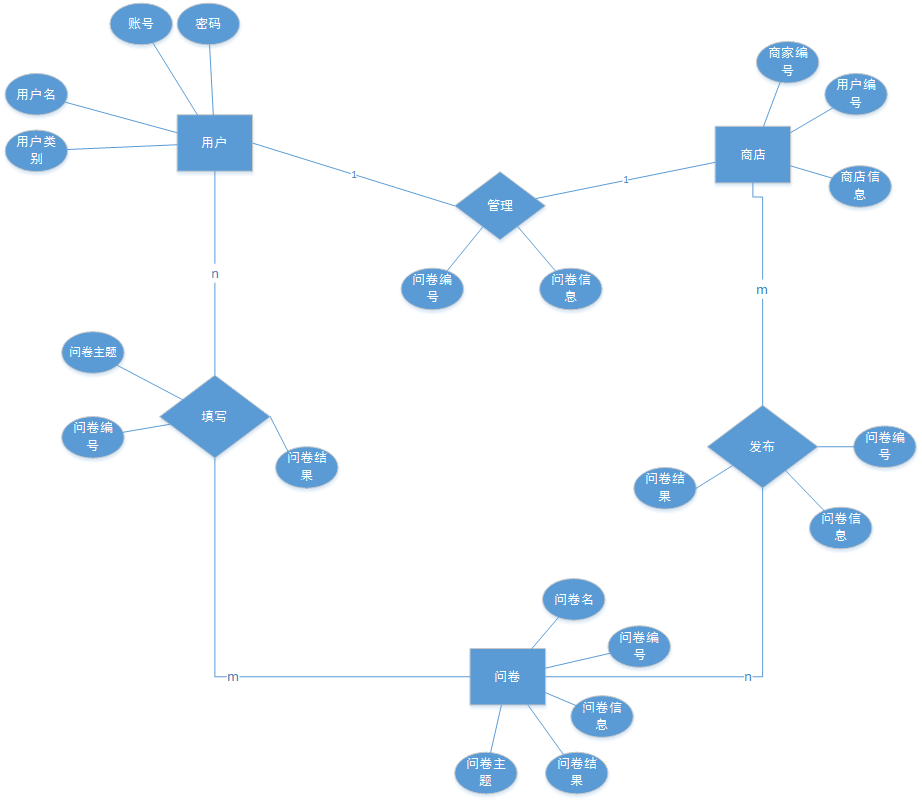 账号
密码
商家编
号
用户名
用户编
号
用户
用户类
别
商店
1
1
商店信
息
管理
n
问卷编
号
问卷信
息
m
问卷主题
填写
问卷编
号
发布
问卷编
号
问卷结
果
问卷结
果
问卷信
息
问卷名
问卷编
号
m
问卷
n
问卷信
息
问卷主
题
问卷结
果